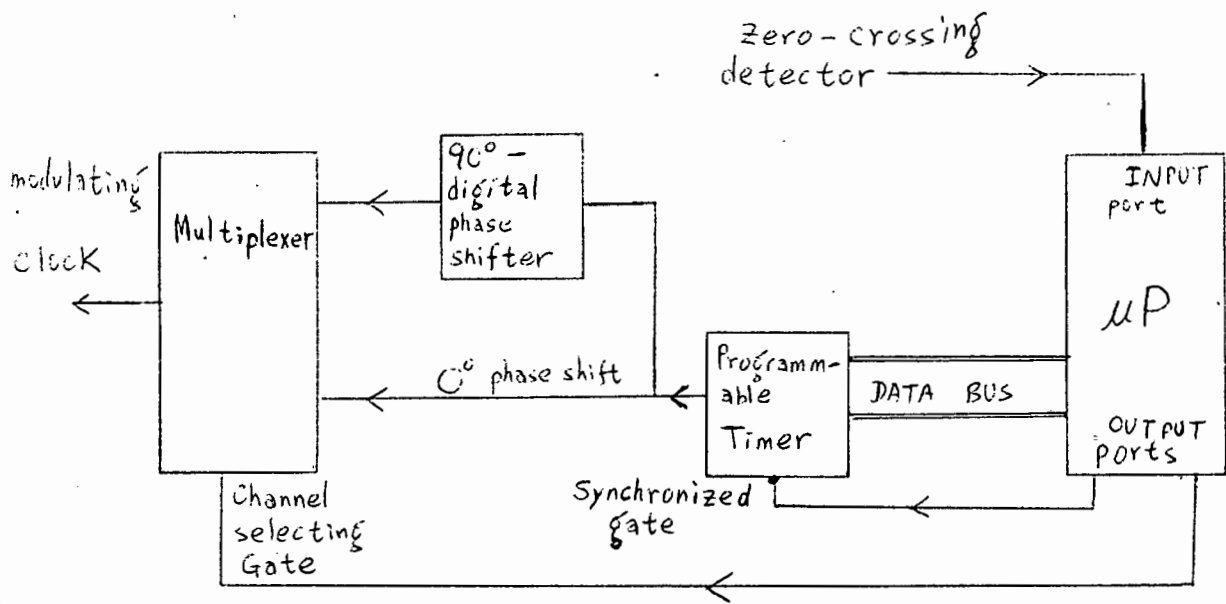 Zero-crossing
detector
modulating
clock
Multiplexer
90° -
digital
phase
shifter
0° phase shift
Programm-
able
Timer
DATA BUS
INPUT
port
μP
OUTPUT
ports
Synchronized
gate
Channel
selecting
Gate